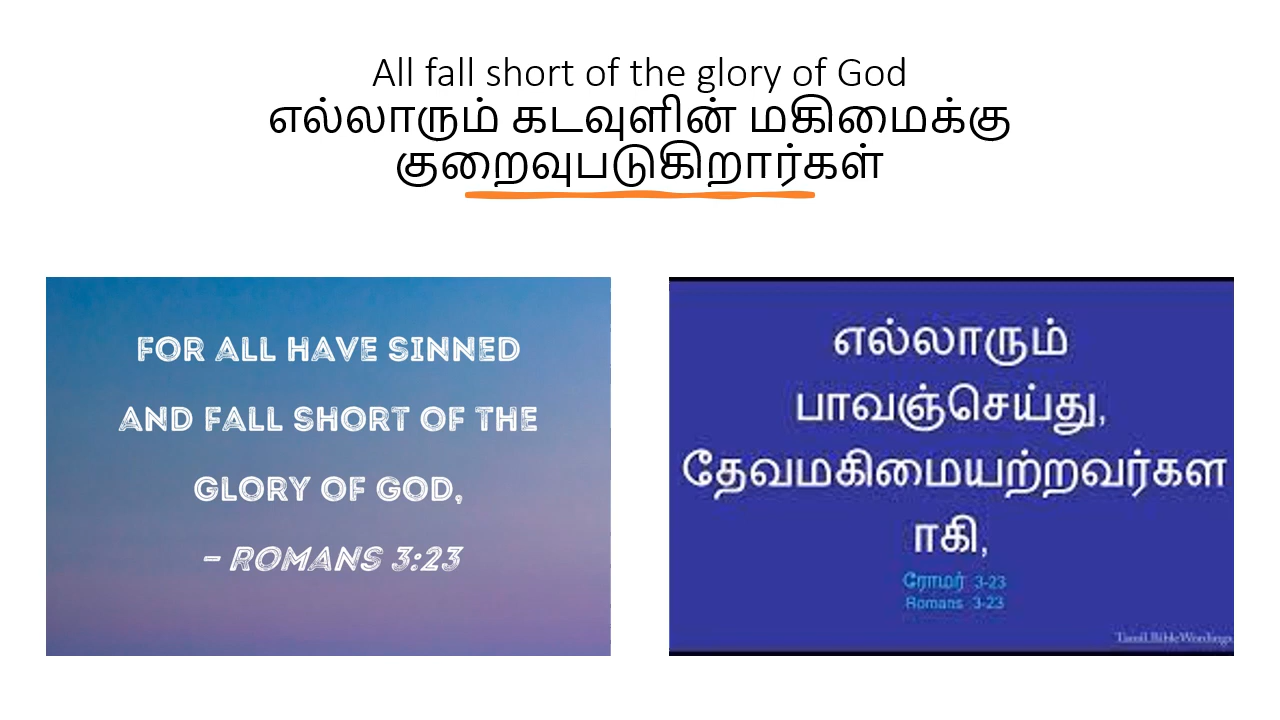 All fall short of the glory of God
எல்லாரும் கடவுளின் மகிமைக்கு
குறைவுபடுகிறார்கள்
FOR ALL HAVE SINNED
AND FALL SHORT OF THE
GLORY OF GOD,
– ROMANS 3:23
எல்லாரும்
பாவஞ்செய்து,
தேவமகிமையற்றவர்கள
ாகி,
ரோமர் 3-23
Romans 3-23
Tamil.BibleWordings